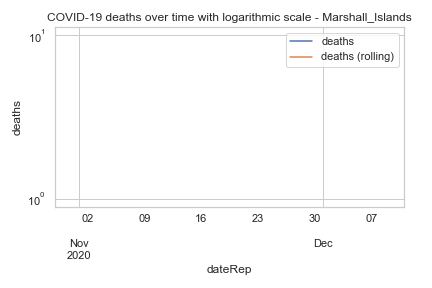 COVID-19 deaths over time with logarithmic scale - Marshall_Islands
10¹
deaths
deaths (rolling)
deaths
10⁰
02 09 16 23 30 07
Nov Dec
2020
dateRep